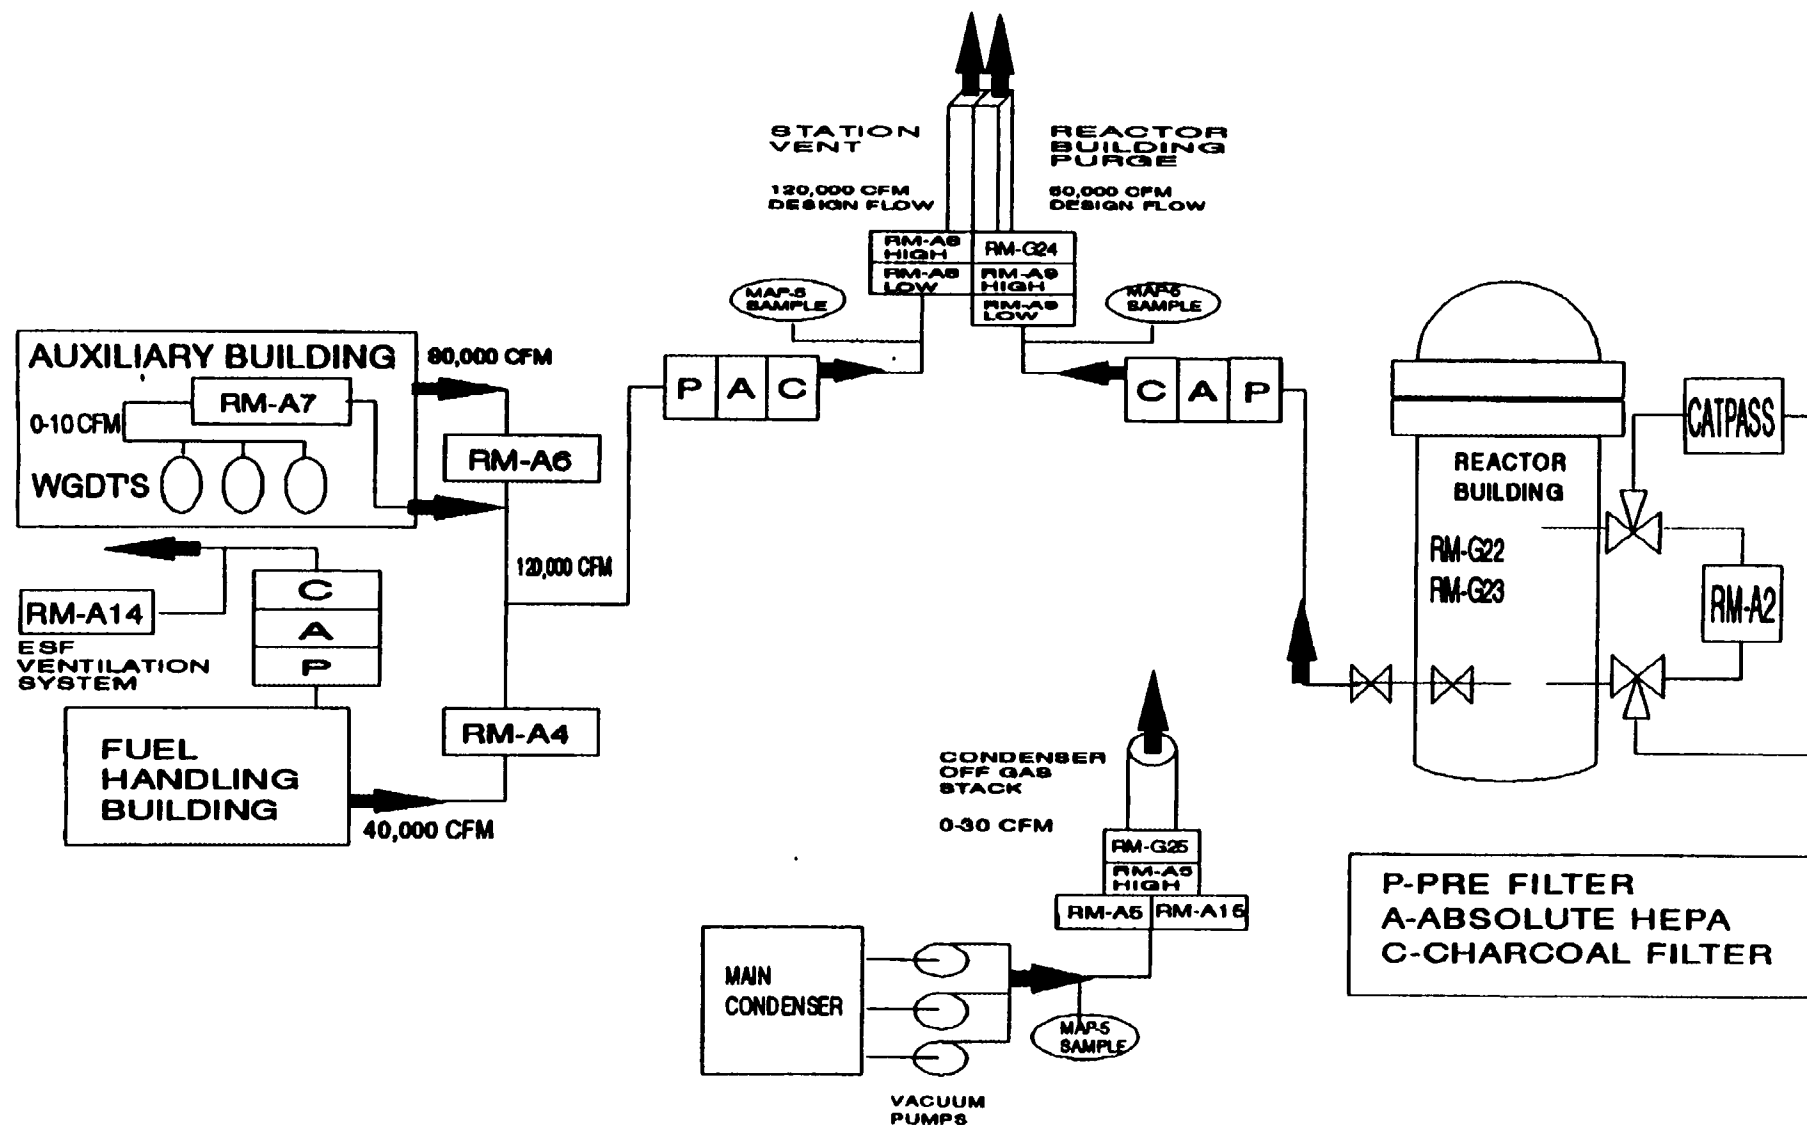 STATION
VENT
120,000 CFM
DESIGN FLOW
REACTOR
BUILDING
PURGE
60,000 CFM
DESIGN FLOW
RM-A8
HIGH
RM-A8
LOW
RM-G24
RM-A9
HIGH
RM-A9
LOW
MAP-5
SAMPLE
MAP-5
SAMPLE
AUXILIARY BUILDING
RM-A7
0-10 CFM
WGDT'S
80,000 CFM
RM-A6
120,000 CFM
P A C
C A P
RM-A14
ESF
VENTILATION
SYSTEM
C
A
P
RM-A4
FUEL
HANDLING
BUILDING
40,000 CFM
REACTOR
BUILDING
RM-G22
RM-G23
CATPASS
RM-A2
CONDENSER
OFF GAS
STACK
0-30 CFM
RM-G25
RM-A5
HIGH
RM-A5
RM-A15
MAIN
CONDENSER
MAP-5
SAMPLE
VACUUM
PUMPS
P-PRE FILTER
A-ABSOLUTE HEPA
C-CHARCOAL FILTER